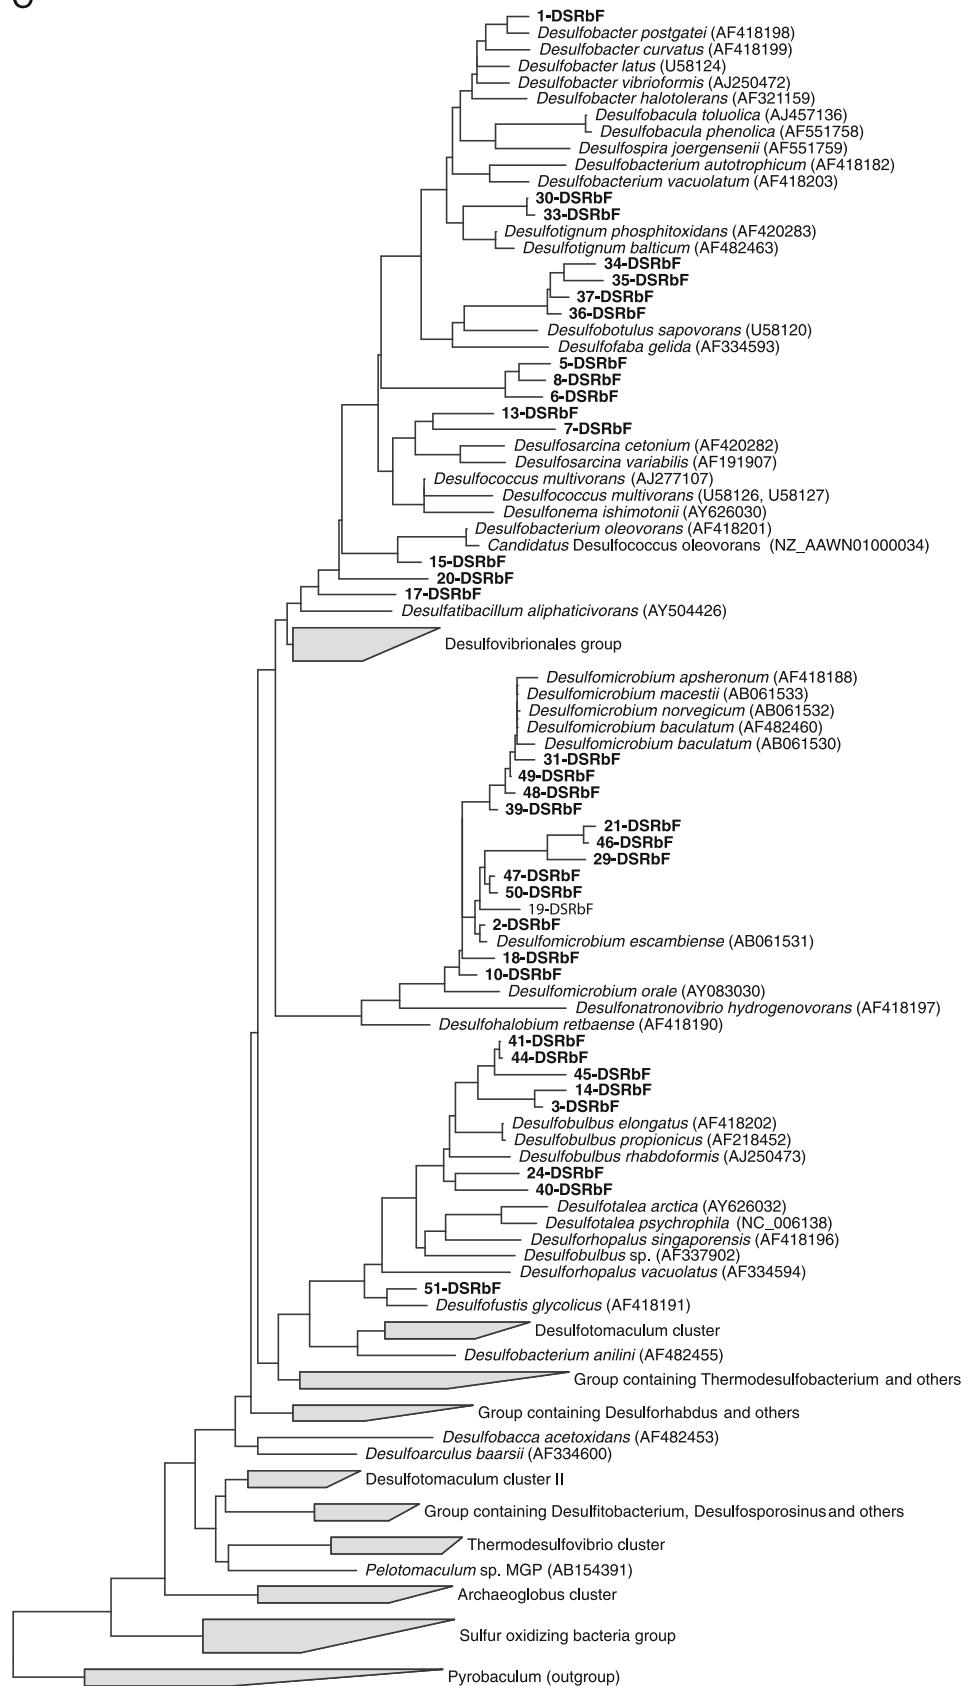 1-DSRbF
Desulfobacter postgatei (AF418198)
Desulfobacter curvatus (AF418199)
Desulfobacter latus (U58124)
Desulfobacter vibrioformis (AJ250472)
Desulfobacter halotolerans (AF321159)
Desulfobacula toluolica (AJ457136)
Desulfobacula phenolica (AF551758)
Desulfospira joergensenii (AF551759)
Desulfobacterium autotrophicum (AF418182)
Desulfobacterium vacuolatum (AF418203)
30-DSRbF
33-DSRbF
Desulfotignum phosphitoxidans (AF420283)
Desulfotignum balticum (AF482463)
34-DSRbF
35-DSRbF
37-DSRbF
36-DSRbF
Desulfobotulus sapovorans (U58120)
Desulfofaba gelida (AF334593)
5-DSRbF
8-DSRbF
6-DSRbF
13-DSRbF
7-DSRbF
Desulfosarcina cetonium (AF420282)
Desulfosarcina variabilis (AF191907)
Desulfococcus multivorans (AJ277107)
Desulfococcus multivorans (U58126, U58127)
Desulfonema ishimotonii (AY626030)
Desulfobacterium oleovorans (AF418201)
Candidatus Desulfococcus oleovorans (NZ_AAWN01000034)
15-DSRbF
20-DSRbF
17-DSRbF
Desulfatibacillum aliphaticivorans (AY504426)
Desulfovibrionales group
Desulfomicrobium apsheronum (AF418188)
Desulfomicrobium macestii (AB061533)
Desulfomicrobium norvegicum (AB061532)
Desulfomicrobium baculatum (AF482460)
Desulfomicrobium baculatum (AB061530)
31-DSRbF
49-DSRbF
48-DSRbF
39-DSRbF
21-DSRbF
46-DSRbF
29-DSRbF
47-DSRbF
50-DSRbF
19-DSRbF
2-DSRbF
Desulfomicrobium escambiense (AB061531)
18-DSRbF
10-DSRbF
Desulfomicrobium orale (AY083030)
Desulfonatronovibrio hydrogenovorans (AF418197)
Desulfohalobium retbaense (AF418190)
41-DSRbF
44-DSRbF
45-DSRbF
14-DSRbF
3-DSRbF
Desulfobulbus elongatus (AF418202)
Desulfobulbus propionicus (AF218452)
Desulfobulbus rhabdoformis (AJ250473)
24-DSRbF
40-DSRbF
Desulfotalea arctica (AY626032)
Desulfotalea psychrophila (NC_006138)
Desulforhopalus singaporensis (AF418196)
Desulfobulbus sp. (AF337902)
Desulforhopalus vacuolatus (AF334594)
51-DSRbF
Desulfofustis glycolicus (AF418191)
Desulfotomaculum cluster
Desulfobacterium anilini (AF482455)
Group containing Thermodesulfobacterium and others
Group containing Desulforhabdus and others
Desulfobacca acetoxidans (AF482453)
Desulfoarculus baarsii (AF334600)
Desulfotomaculum cluster II
Group containing Desulfitobacterium, Desulfosporosinus and others
Thermodesulfovibrio cluster
Pelotomaculum sp. MGP (AB154391)
Archaeoglobus cluster
Sulfur oxidizing bacteria group
Pyrobaculum (outgroup)